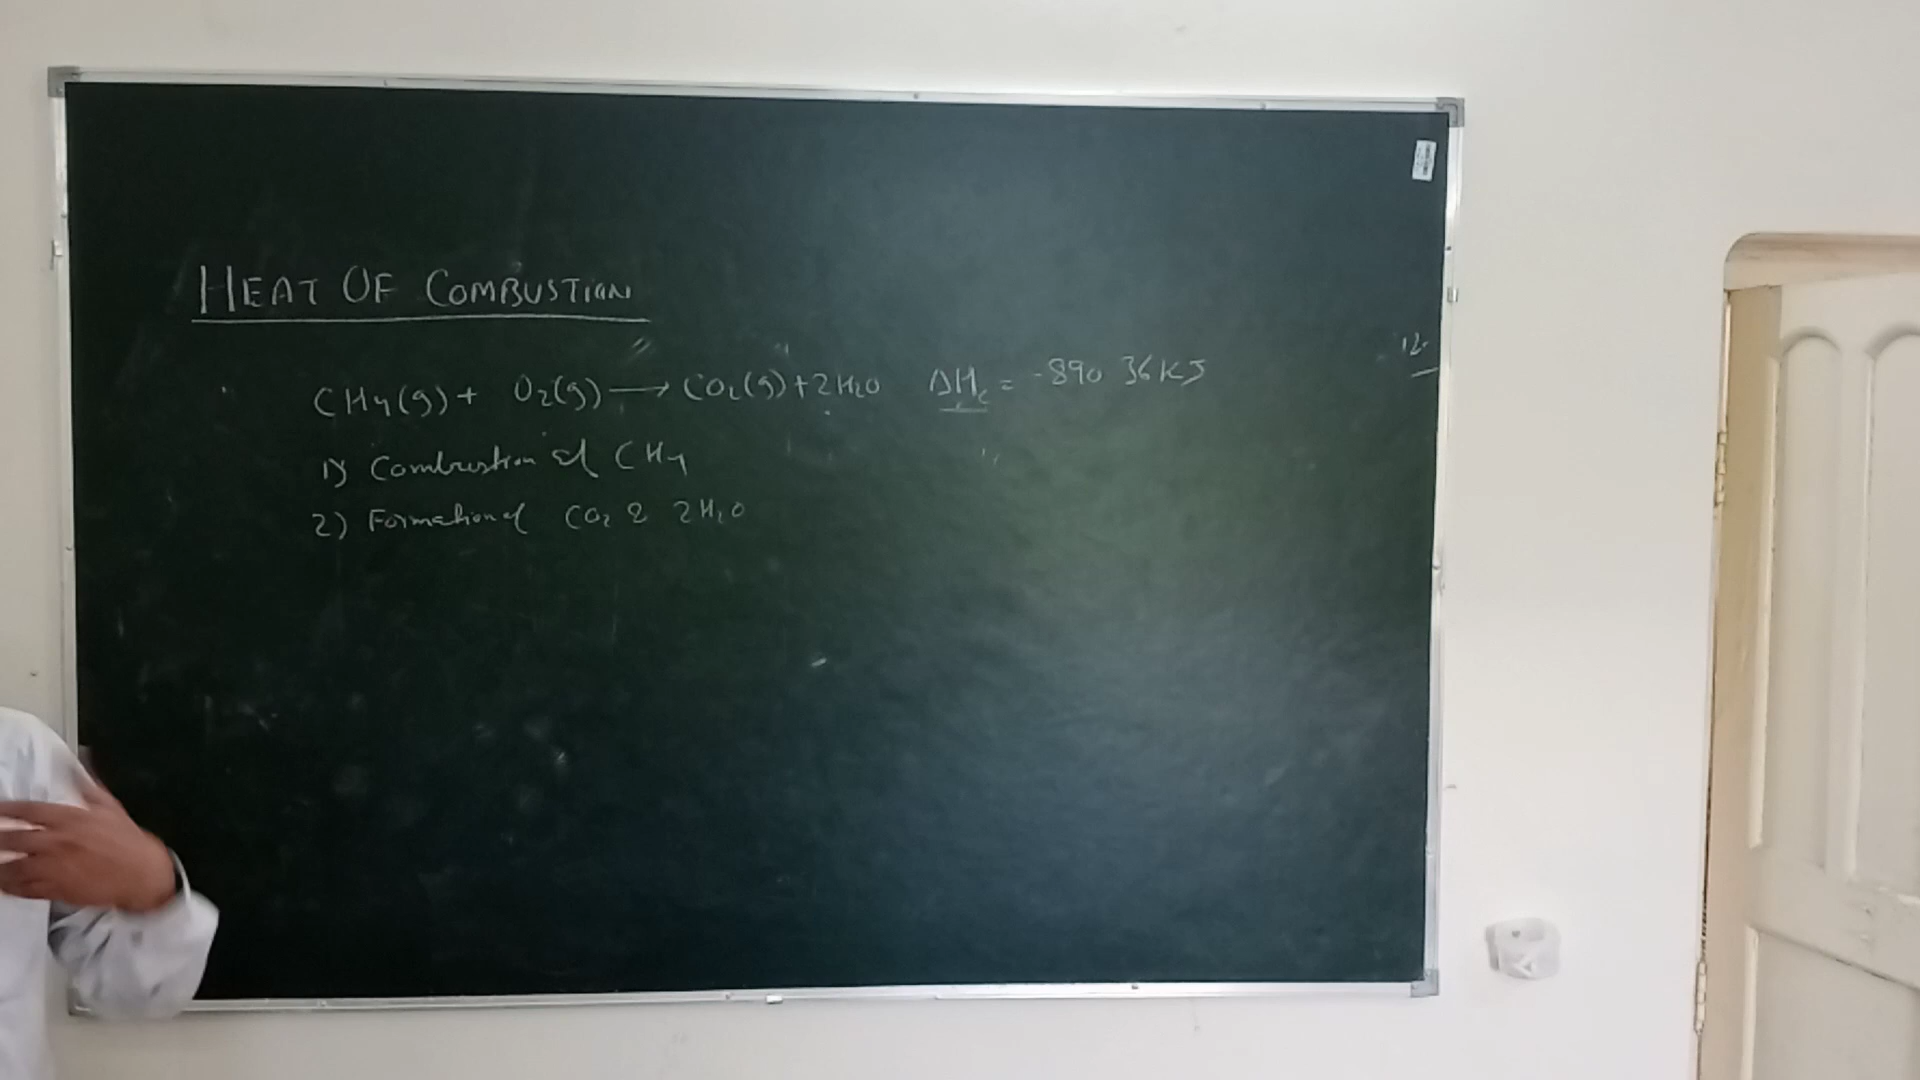 HEAT OF COMBUSTION
CH4(g) + O2(g) → CO2(g) + 2H2O ΔHc = -890 36 KJ
12
1) Combustion of CH4
2) Formation of CO2 & 2H2O